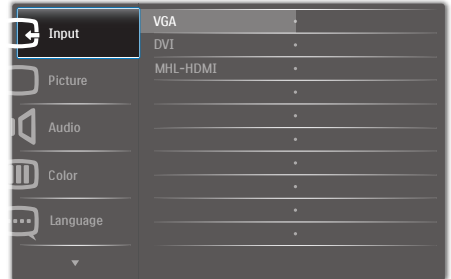 Input
VGA
DVI
MHL-HDMI
Picture
Audio
Color
Language